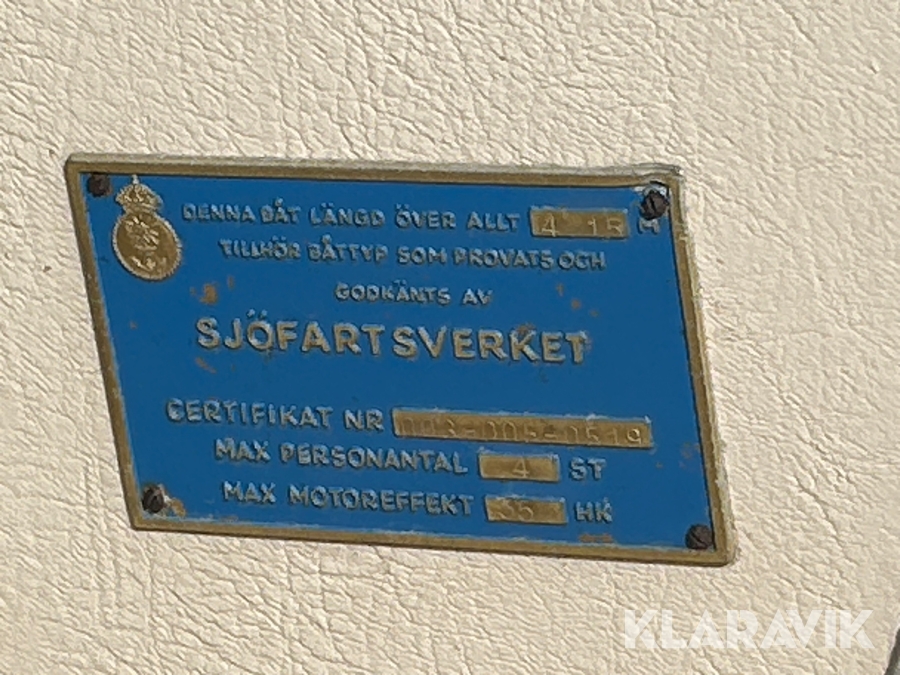 DENNA BÅT LÄNGD ÖVER ALLT 4 15 M
TILLHÖR BÅTTYP SOM PROVATS OCH
GODKÄNTS AV
SJÖFARTSVERKET
CERTIFIKAT NR
MAX PERSONANTAL 4 ST
MAX MOTOREFFEKT 35 HK
KLARAVIK